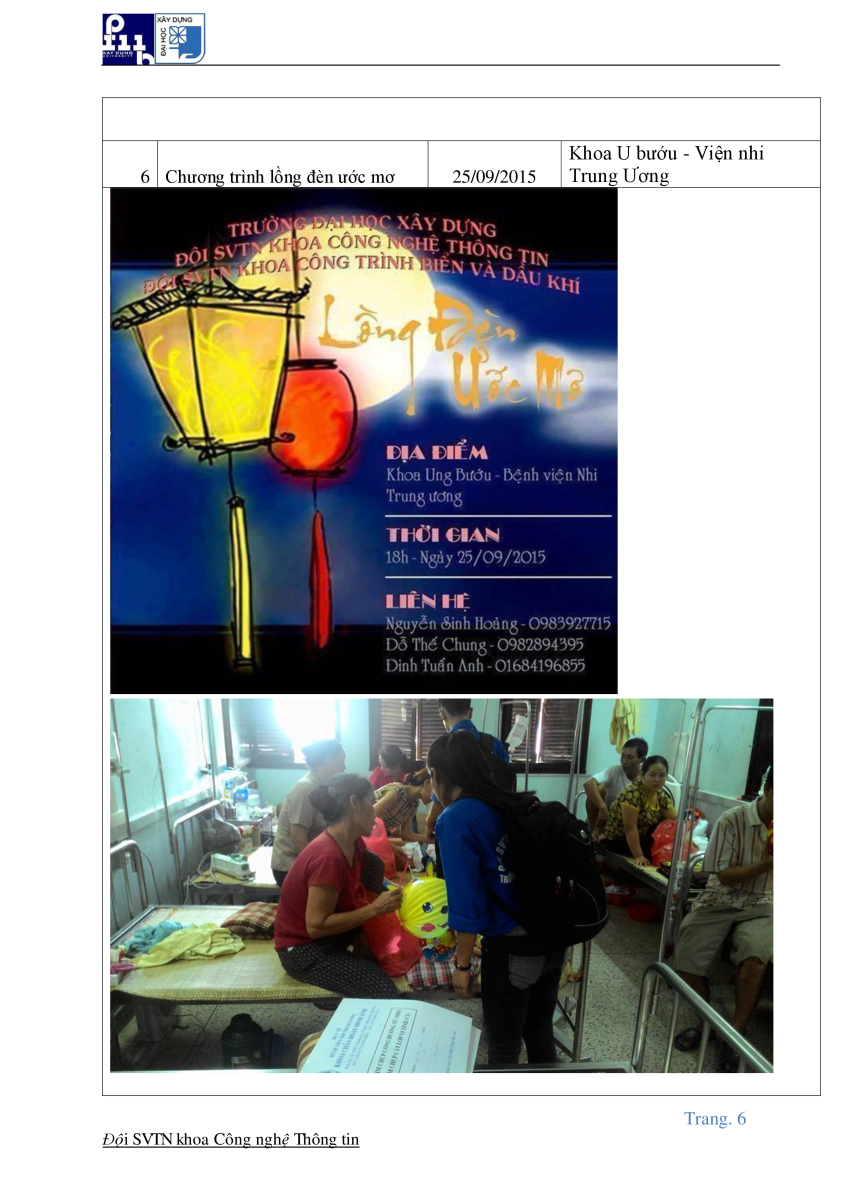 XÂY DỰNG
ĐẠI HỌC
XAY DUNG
UNIVERSITY
Khoa U bướu - Viện nhi
6 Chương trình lồng đèn ước mơ 25/09/2015 Trung Ương
TRƯỜNG ĐẠI HỌC XÂY DỰNG
ĐỘI SVTN KHOA CÔNG NGHỆ THÔNG TIN
ĐỘI SVTN KHOA CÔNG TRÌNH BIỂN VÀ DẦU KHÍ
Lồng Đèn
Ước Mơ
ĐỊA ĐIỂM
Khoa Ung Bướu - Bệnh viện Nhi
Trung ương
THỜI GIAN
18h - Ngày 25/09/2015
LIÊN HỆ
Nguyễn Sinh Hoàng - 0983927715
Đỗ Thế Chung - 0982894395
Đinh Tuấn Anh - 01684196855
Trang. 6
Đội SVTN khoa Công nghệ Thông tin